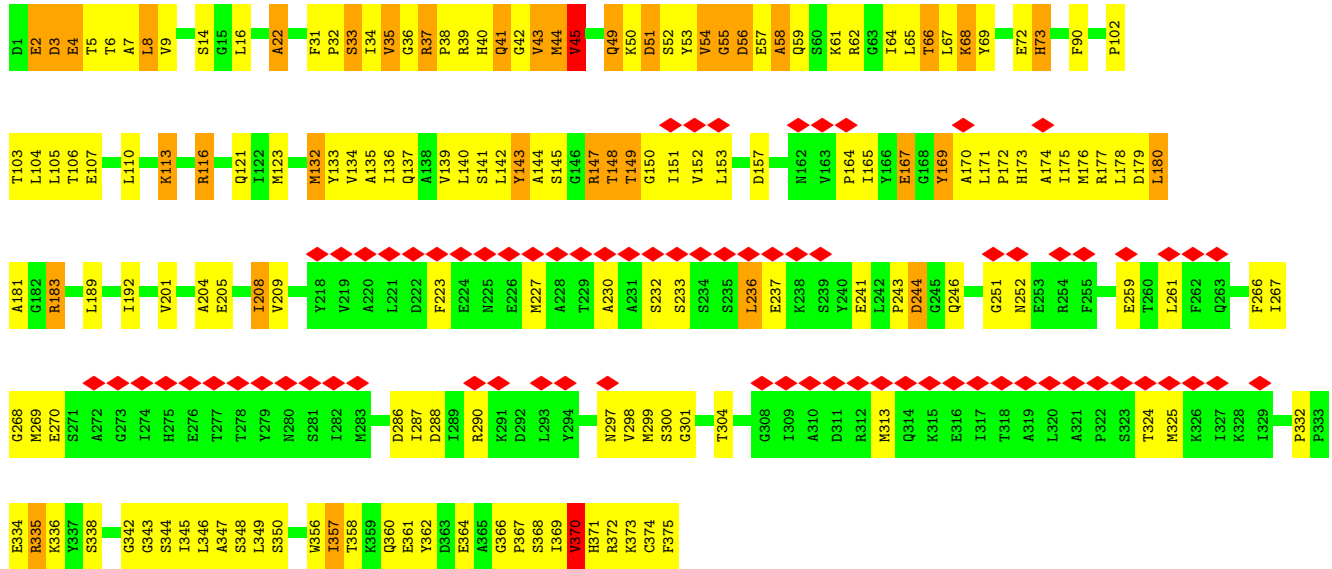 D1 E2 D3 E4 T5 T6 A7 L8 V9 S14 G15 L16 A22 F31 P32 S33 I34 V35 G36 R37 P38 R39 H40 Q41 G42 V43 M44 V45 Q49 K50 D51 S52 Y53 V54 G55 D56 E57 A58 Q59 S60 K61 R62 G63 I64 L65 T66 L67 K68 Y69 E72 H73 F90 P102
T103 L104 L105 T106 E107 L110 K113 R116 Q121 I122 M123 M132 Y133 V134 A135 I136 Q137 A138 V139 L140 S141 L142 Y143 A144 S145 G146 R147 T148 T149 G150 I151 V152 L153 D157 N162 V163 P164 I165 Y166 E167 G168 Y169 A170 L171 P172 H173 A174 I175 M176 R177 L178 D179 L180
A181 G182 R183 L189 I192 V201 A204 E205 I208 V209 Y218 V219 A220 L221 D222 F223 E224 N225 E226 M227 A228 T229 A230 A231 S232 S233 S234 S235 L236 E237 K238 S239 Y240 E241 L242 P243 D244 G245 Q246 G251 N252 E253 R254 F255 E259 T260 L261 F262 Q263 F266 I267
G268 M269 E270 S271 A272 G273 I274 H275 E276 T277 T278 Y279 N280 S281 I282 M283 D286 I287 D288 I289 R290 K291 D292 L293 Y294 N297 V298 M299 S300 G301 T304 G308 I309 A310 D311 R312 M313 Q314 K315 E316 I317 T318 A319 L320 A321 P322 S323 T324 M325 K326 I327 K328 I329 P332 P333
E334 R335 K336 Y337 S338 G342 G343 S344 I345 L346 A347 S348 L349 S350 W356 I357 T358 K359 Q360 E361 Y362 D363 E364 A365 G366 P367 S368 I369 V370 H371 R372 K373 C374 F375